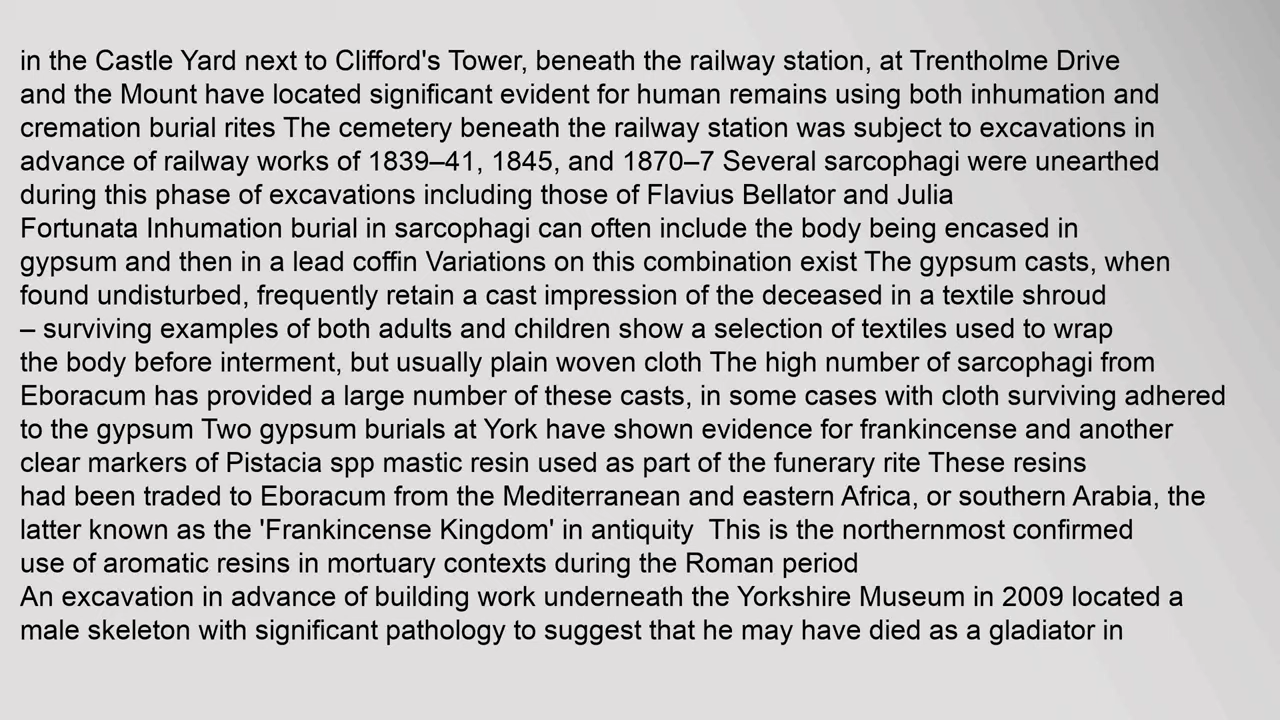 in the Castle Yard next to Clifford's Tower, beneath the railway station, at Trentholme Drive
and the Mount have located significant evident for human remains using both inhumation and
cremation burial rites The cemetery beneath the railway station was subject to excavations in
advance of railway works of 1839–41, 1845, and 1870–7 Several sarcophagi were unearthed
during this phase of excavations including those of Flavius Bellator and Julia
Fortunata Inhumation burial in sarcophagi can often include the body being encased in
gypsum and then in a lead coffin Variations on this combination exist The gypsum casts, when
found undisturbed, frequently retain a cast impression of the deceased in a textile shroud
– surviving examples of both adults and children show a selection of textiles used to wrap
the body before interment, but usually plain woven cloth The high number of sarcophagi from
Eboracum has provided a large number of these casts, in some cases with cloth surviving adhered
to the gypsum Two gypsum burials at York have shown evidence for frankincense and another
clear markers of Pistacia spp mastic resin used as part of the funerary rite These resins
had been traded to Eboracum from the Mediterranean and eastern Africa, or southern Arabia, the
latter known as the 'Frankincense Kingdom' in antiquity  This is the northernmost confirmed
use of aromatic resins in mortuary contexts during the Roman period
An excavation in advance of building work underneath the Yorkshire Museum in 2009 located a
male skeleton with significant pathology to suggest that he may have died as a gladiator in